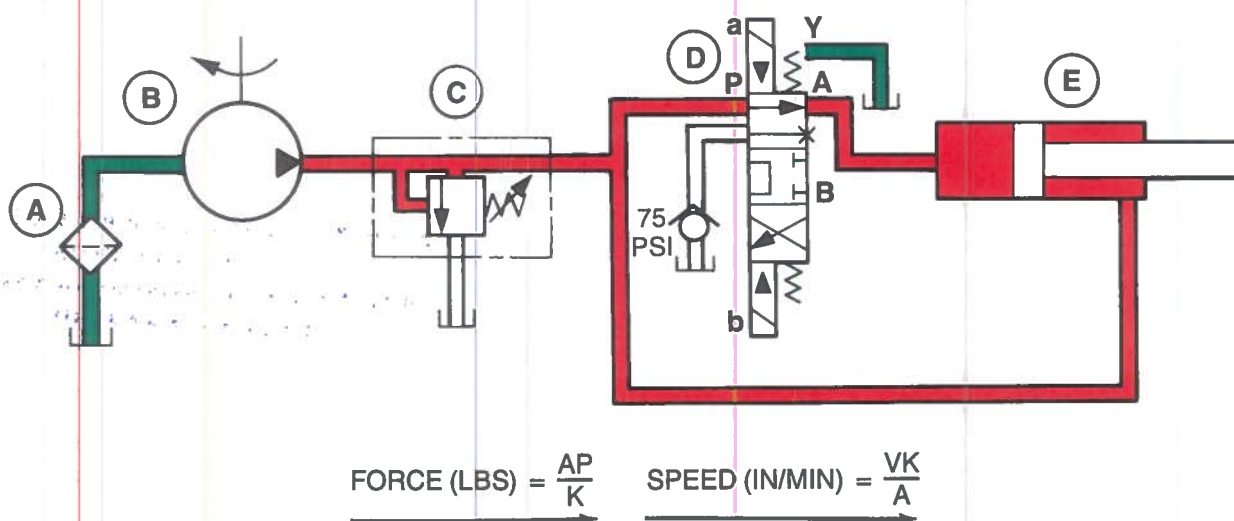 a
Y
D
P
A
E
B
C
A
75
PSI
B
b
FORCE (LBS) = AP/K
SPEED (IN/MIN) = VK/A